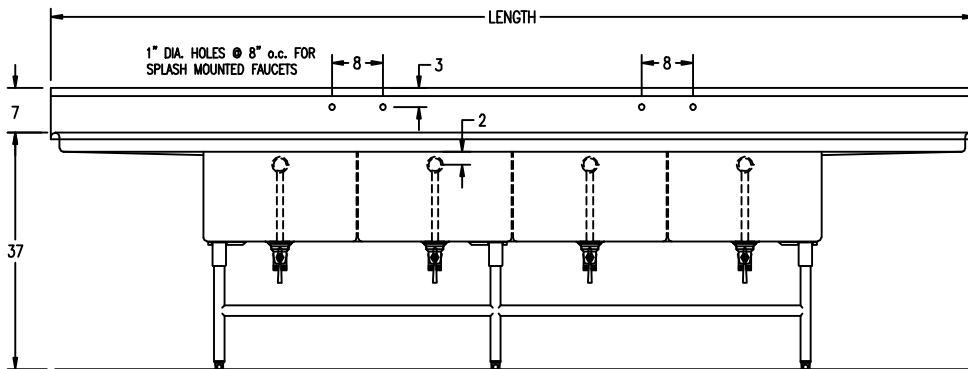 LENGTH
1" DIA. HOLES @ 8" o.c. FOR
SPLASH MOUNTED FAUCETS
8
3
8
7
2
37